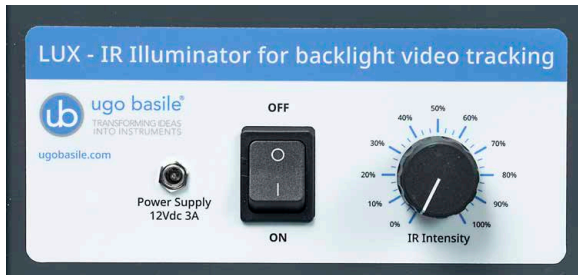 LUX - IR Illuminator for backlight video tracking
ub
ugo basile®
TRANSFORMING IDEAS
INTO INSTRUMENTS
ugobasile.com
Power Supply
12Vdc 3A
OFF
O
I
ON
0%
10%
20%
30%
40%
50%
60%
70%
80%
90%
100%
IR Intensity